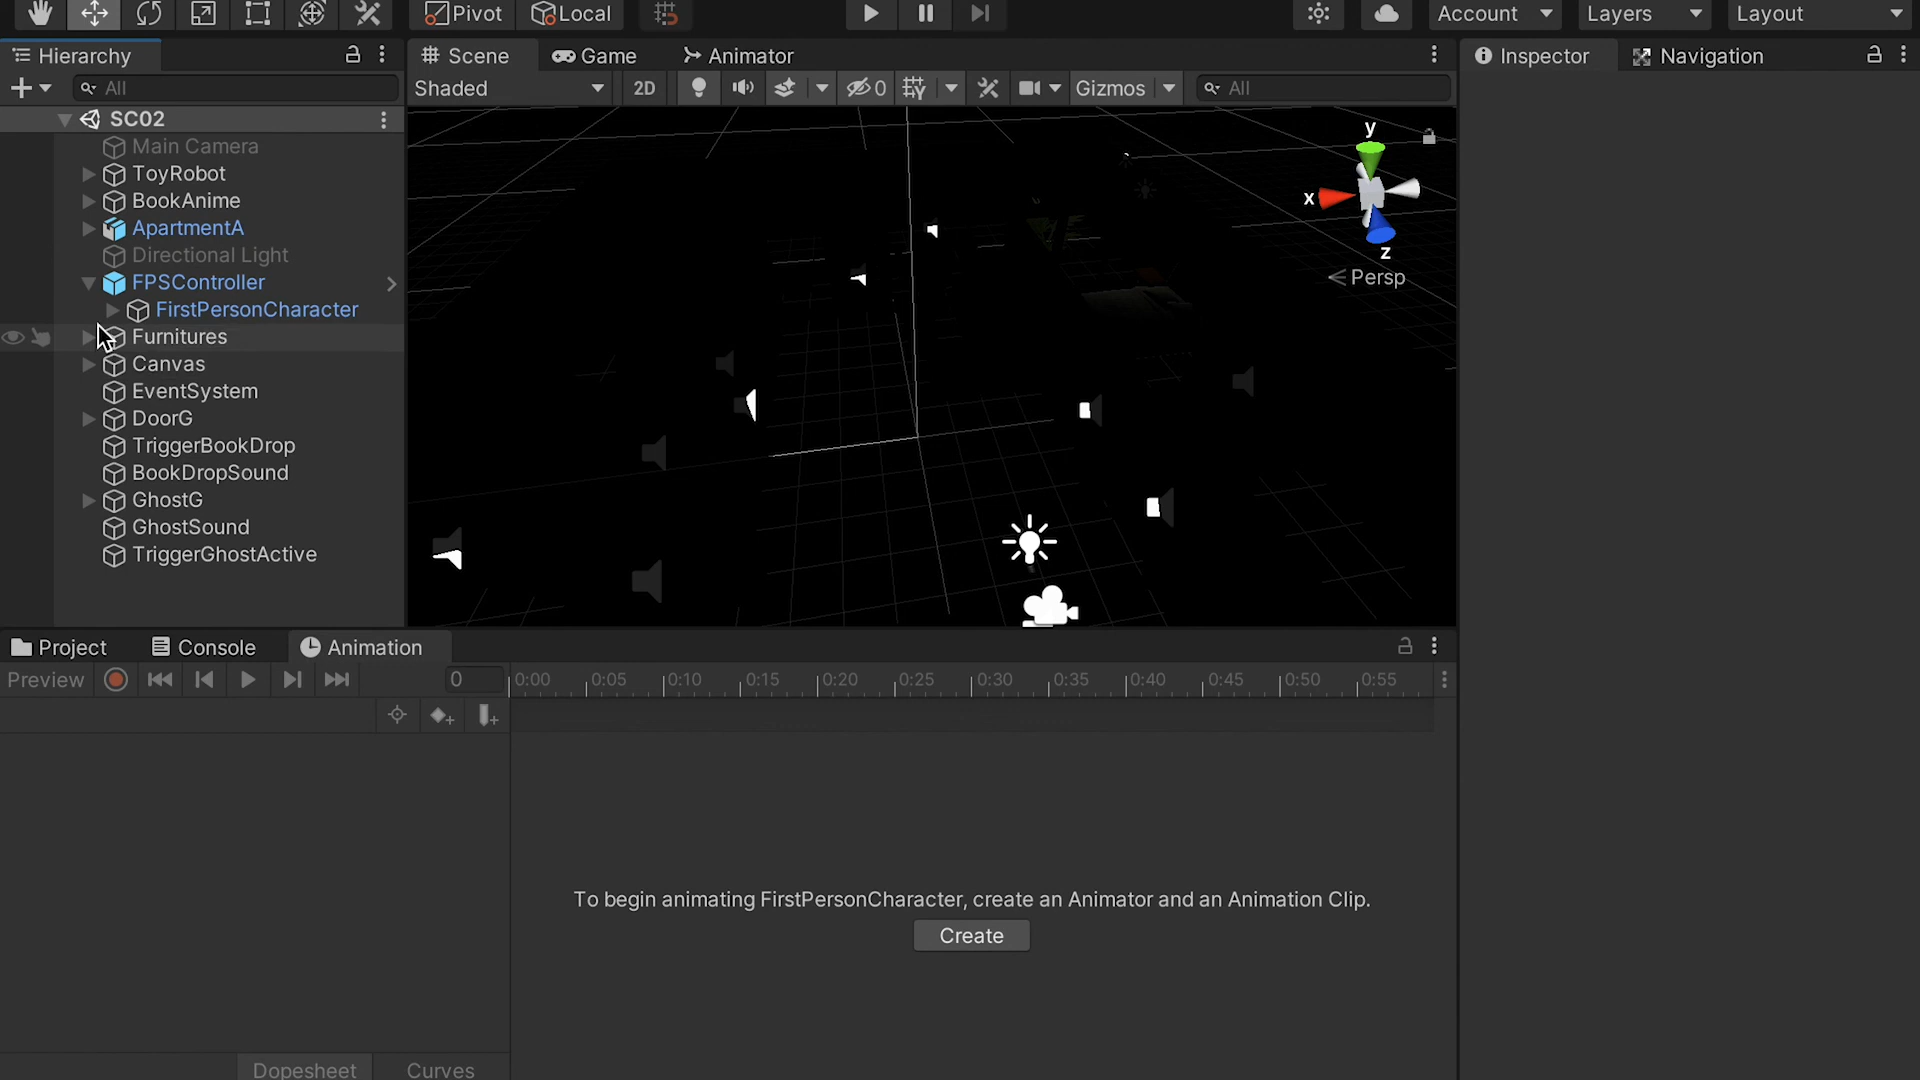 Pivot Local Account Layers Layout
Hierarchy Scene Game Animator Inspector Navigation
All Shaded 2D 0 Gizmos All
SC02
Main Camera
ToyRobot
BookAnime
ApartmentA
Directional Light
FPSController
FirstPersonCharacter
Furnitures
Canvas
EventSystem
DoorG
TriggerBookDrop
BookDropSound
GhostG
GhostSound
TriggerGhostActive
y
x
z
Persp
Project Console Animation
Preview 0 0:00 0:05 0:10 0:15 0:20 0:25 0:30 0:35 0:40 0:45 0:50 0:55
To begin animating FirstPersonCharacter, create an Animator and an Animation Clip.
Create
Dopesheet Curves